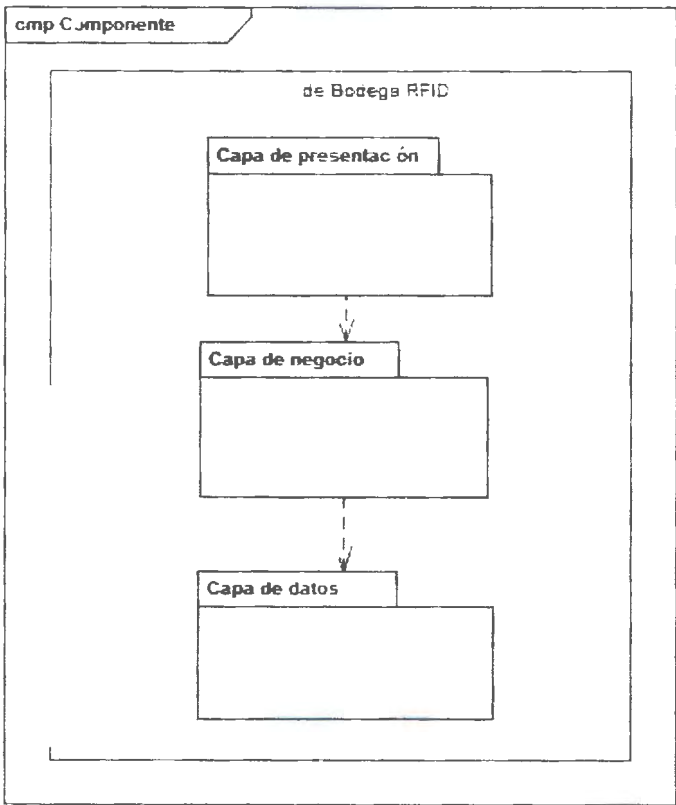 cmp Componente
de Bodega RFID
Capa de presentación
Capa de negocio
Capa de datos